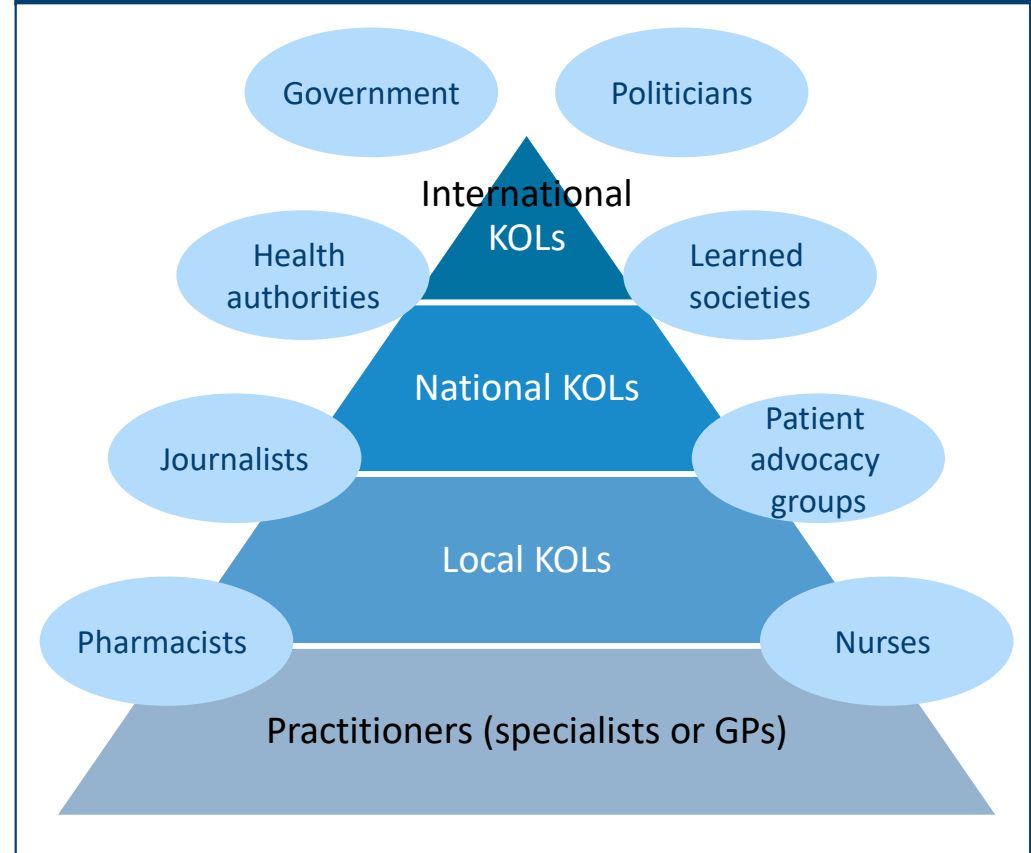 Government
Politicians
International
KOLs
Health
authorities
Learned
societies
National KOLs
Journalists
Patient
advocacy
groups
Local KOLs
Pharmacists
Nurses
Practitioners (specialists or GPs)